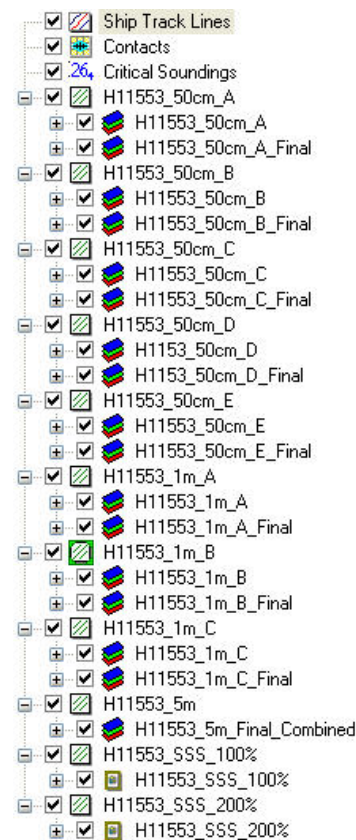 Ship Track Lines
Contacts
26₄ Critical Soundings
H11553_50cm_A
H11553_50cm_A
H11553_50cm_A_Final
H11553_50cm_B
H11553_50cm_B
H11553_50cm_B_Final
H11553_50cm_C
H11553_50cm_C
H11553_50cm_C_Final
H11553_50cm_D
H1153_50cm_D
H1153_50cm_D_Final
H11553_50cm_E
H11553_50cm_E
H11553_50cm_E_Final
H11553_1m_A
H11553_1m_A
H11553_1m_A_Final
H11553_1m_B
H11553_1m_B
H11553_1m_B_Final
H11553_1m_C
H11553_1m_C
H11553_1m_C_Final
H11553_5m
H11553_5m_Final_Combined
H11553_SSS_100%
H11553_SSS_100%
H11553_SSS_200%
H11553_SSS_200%